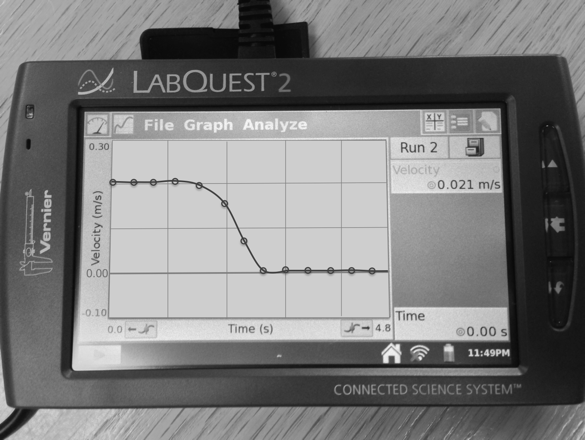 LABQUEST®2
File Graph Analyze
X Y
0.30
0.00
-0.10
Velocity (m/s)
0.0
Time (s)
4.8
Run 2
Velocity
0.021 m/s
Time
0.00 s
11:49PM
Vernier
CONNECTED SCIENCE SYSTEM™